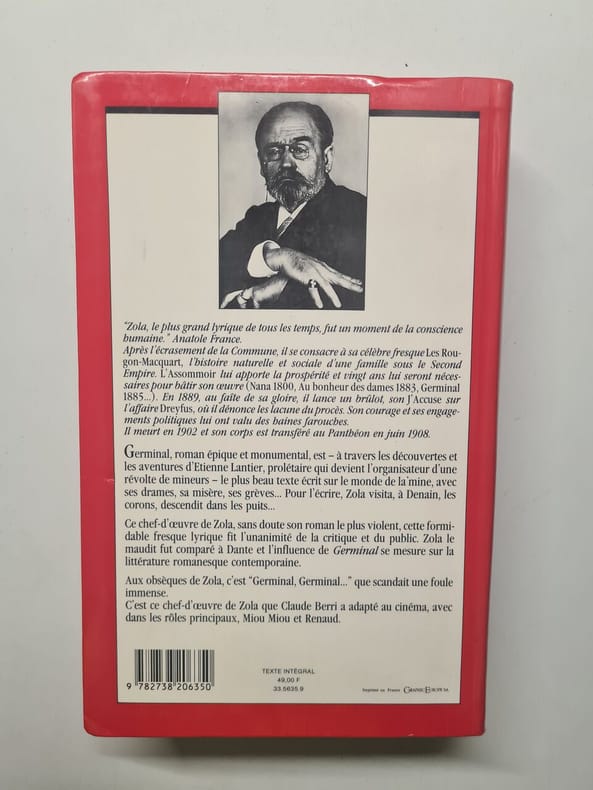 "Zola, le plus grand lyrique de tous les temps, fut un moment de la conscience
humaine." Anatole France.
Après l'écrasement de la Commune, il se consacre à sa célèbre fresque Les Rou-
gon-Macquart, l'histoire naturelle et sociale d'une famille sous le Second
Empire. L'Assommoir lui apporte la prospérité et vingt ans lui seront néces-
saires pour bâtir son œuvre (Nana 1800, Au bonheur des dames 1883, Germinal
1885...). En 1889, au faîte de sa gloire, il lance un brûlot, son J'Accuse sur
l'affaire Dreyfus, où il dénonce les lacune du procès. Son courage et ses engage-
ments politiques lui ont valu des haines farouches.
Il meurt en 1902 et son corps est transféré au Panthéon en juin 1908.
Germinal, roman épique et monumental, est – à travers les découvertes et
les aventures d'Etienne Lantier, prolétaire qui devient l'organisateur d'une
révolte de mineurs – le plus beau texte écrit sur le monde de la mine, avec
ses drames, sa misère, ses grèves... Pour l'écrire, Zola visita, à Denain, les
corons, descendit dans les puits...
Ce chef-d'œuvre de Zola, sans doute son roman le plus violent, cette formi-
dable fresque lyrique fit l'unanimité de la critique et du public. Zola le
maudit fut comparé à Dante et l'influence de Germinal se mesure sur la
littérature romanesque contemporaine.
Aux obsèques de Zola, c'est "Germinal, Germinal..." que scandait une foule
immense.
C'est ce chef-d'œuvre de Zola que Claude Berri a adapté au cinéma, avec
dans les rôles principaux, Miou Miou et Renaud.
TEXTE INTÉGRAL
49,00 F
33.5635.9
9 782738 206350
Imprimé en France GRAPHIC EUROPE SA